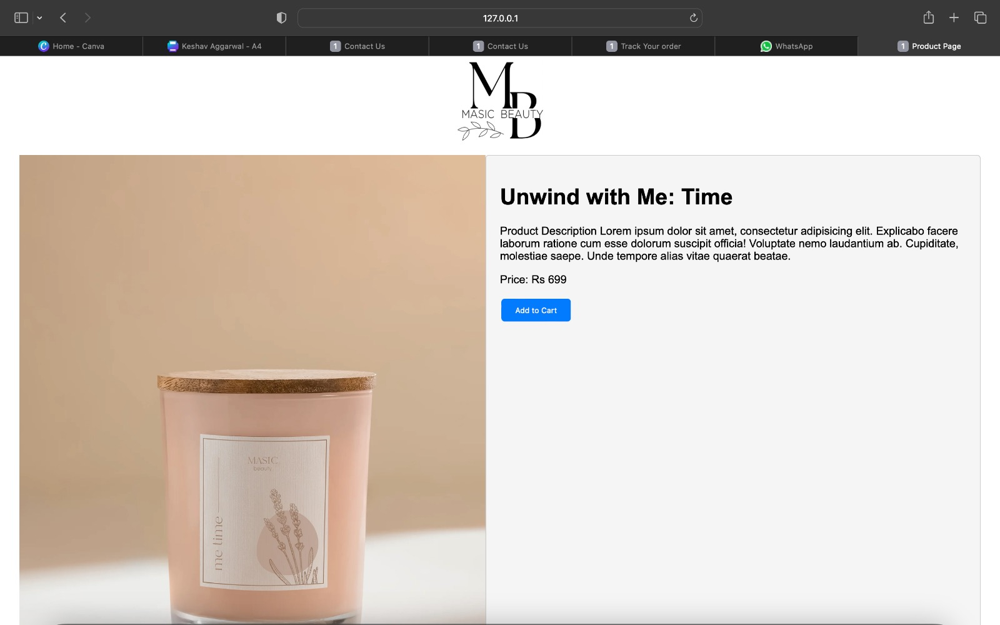 127.0.0.1
Home - Canva
Keshav Aggarwal - A4
1 Contact Us
1 Contact Us
1 Track Your order
WhatsApp
1 Product Page
MB
MASIC BEAUTY
Unwind with Me: Time
Product Description Lorem ipsum dolor sit amet, consectetur adipisicing elit. Explicabo facere
laborum ratione cum esse dolorum suscipit officia! Voluptate nemo laudantium ab. Cupiditate,
molestiae saepe. Unde tempore alias vitae quaerat beatae.
Price: Rs 699
Add to Cart
MASIC
beauty
me time